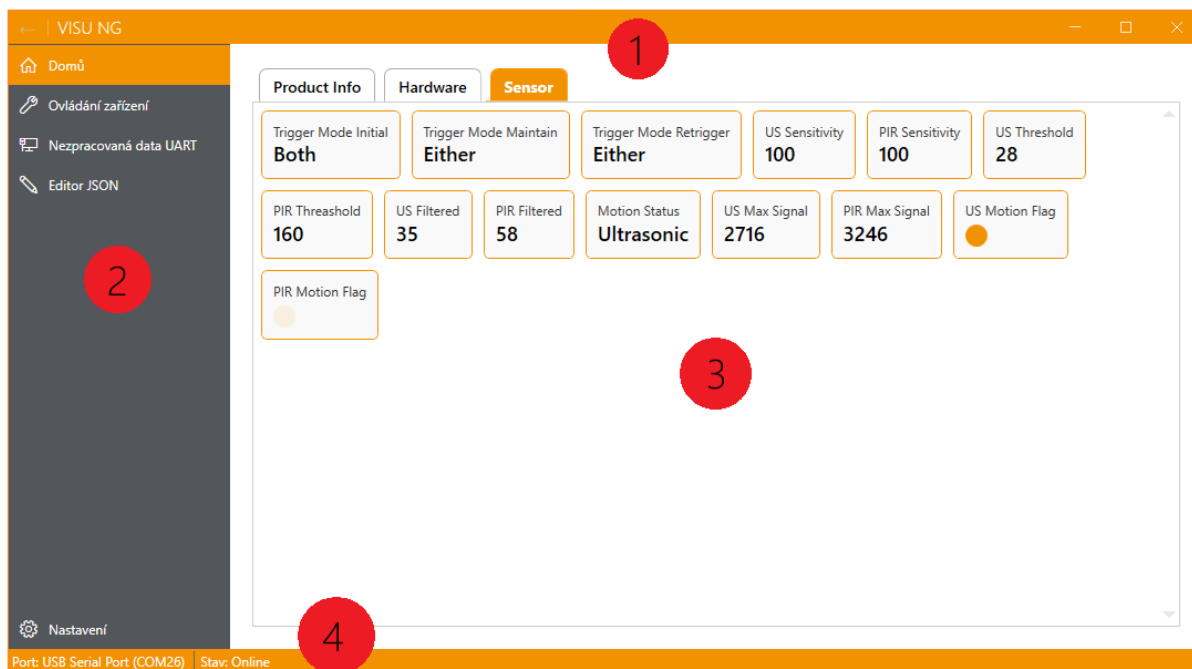 ← VISU NG
1
Domů
Ovládání zařízení
Nezpracovaná data UART
Editor JSON
2
Nastavení
Product Info Hardware Sensor
Trigger Mode Initial Trigger Mode Maintain Trigger Mode Retrigger US Sensitivity PIR Sensitivity US Threshold
Both Either Either 100 100 28
PIR Threashold US Filtered PIR Filtered Motion Status US Max Signal PIR Max Signal US Motion Flag
160 35 58 Ultrasonic 2716 3246
PIR Motion Flag
3
4
Port: USB Serial Port (COM26) Stav: Online